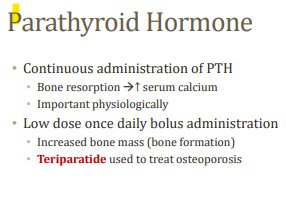 Parathyroid Hormone
• Continuous administration of PTH
• Bone resorption →↑ serum calcium
• Important physiologically
• Low dose once daily bolus administration
• Increased bone mass (bone formation)
• Teriparatide used to treat osteoporosis